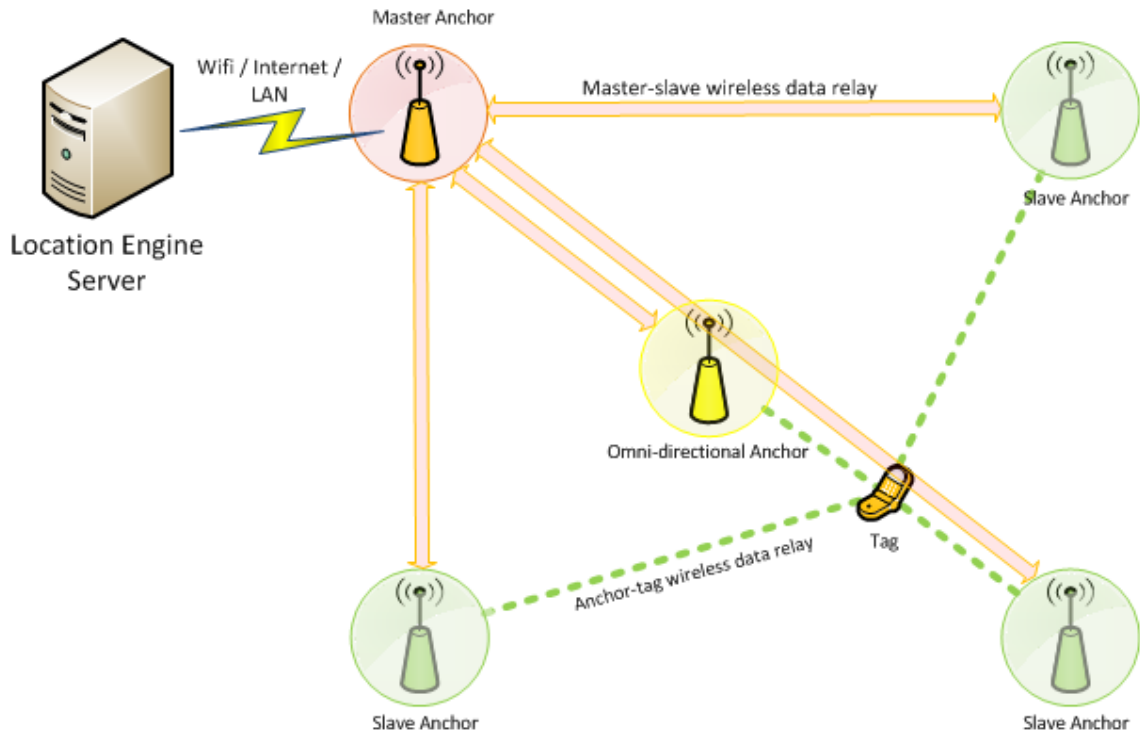 Master Anchor
Wifi / Internet /
LAN
Master-slave wireless data relay
Slave Anchor
Location Engine
Server
Omni-directional Anchor
Tag
Anchor-tag wireless data relay
Slave Anchor
Slave Anchor